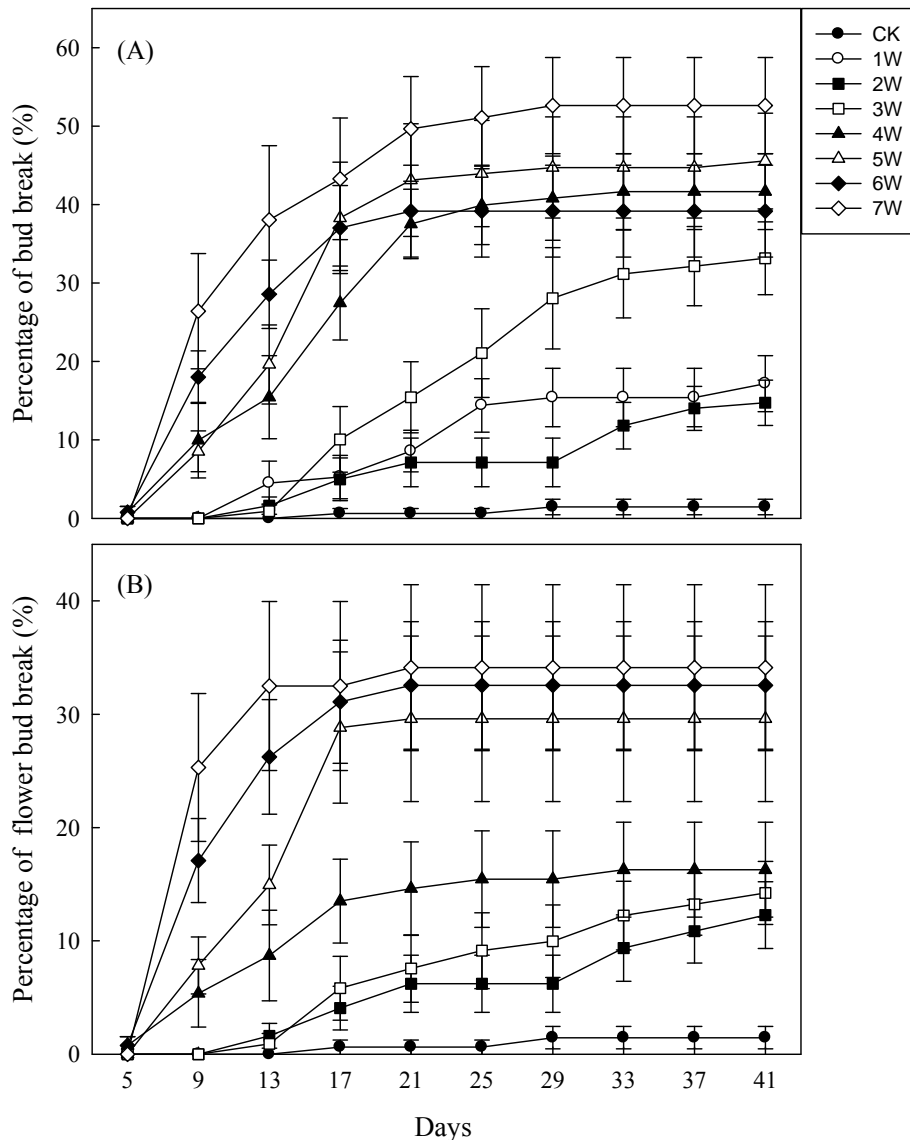 (A)
Percentage of bud break (%)
60
50
40
30
20
10
0
CK
1W
2W
3W
4W
5W
6W
7W
(B)
Percentage of flower bud break (%)
40
30
20
10
0
5 9 13 17 21 25 29 33 37 41
Days